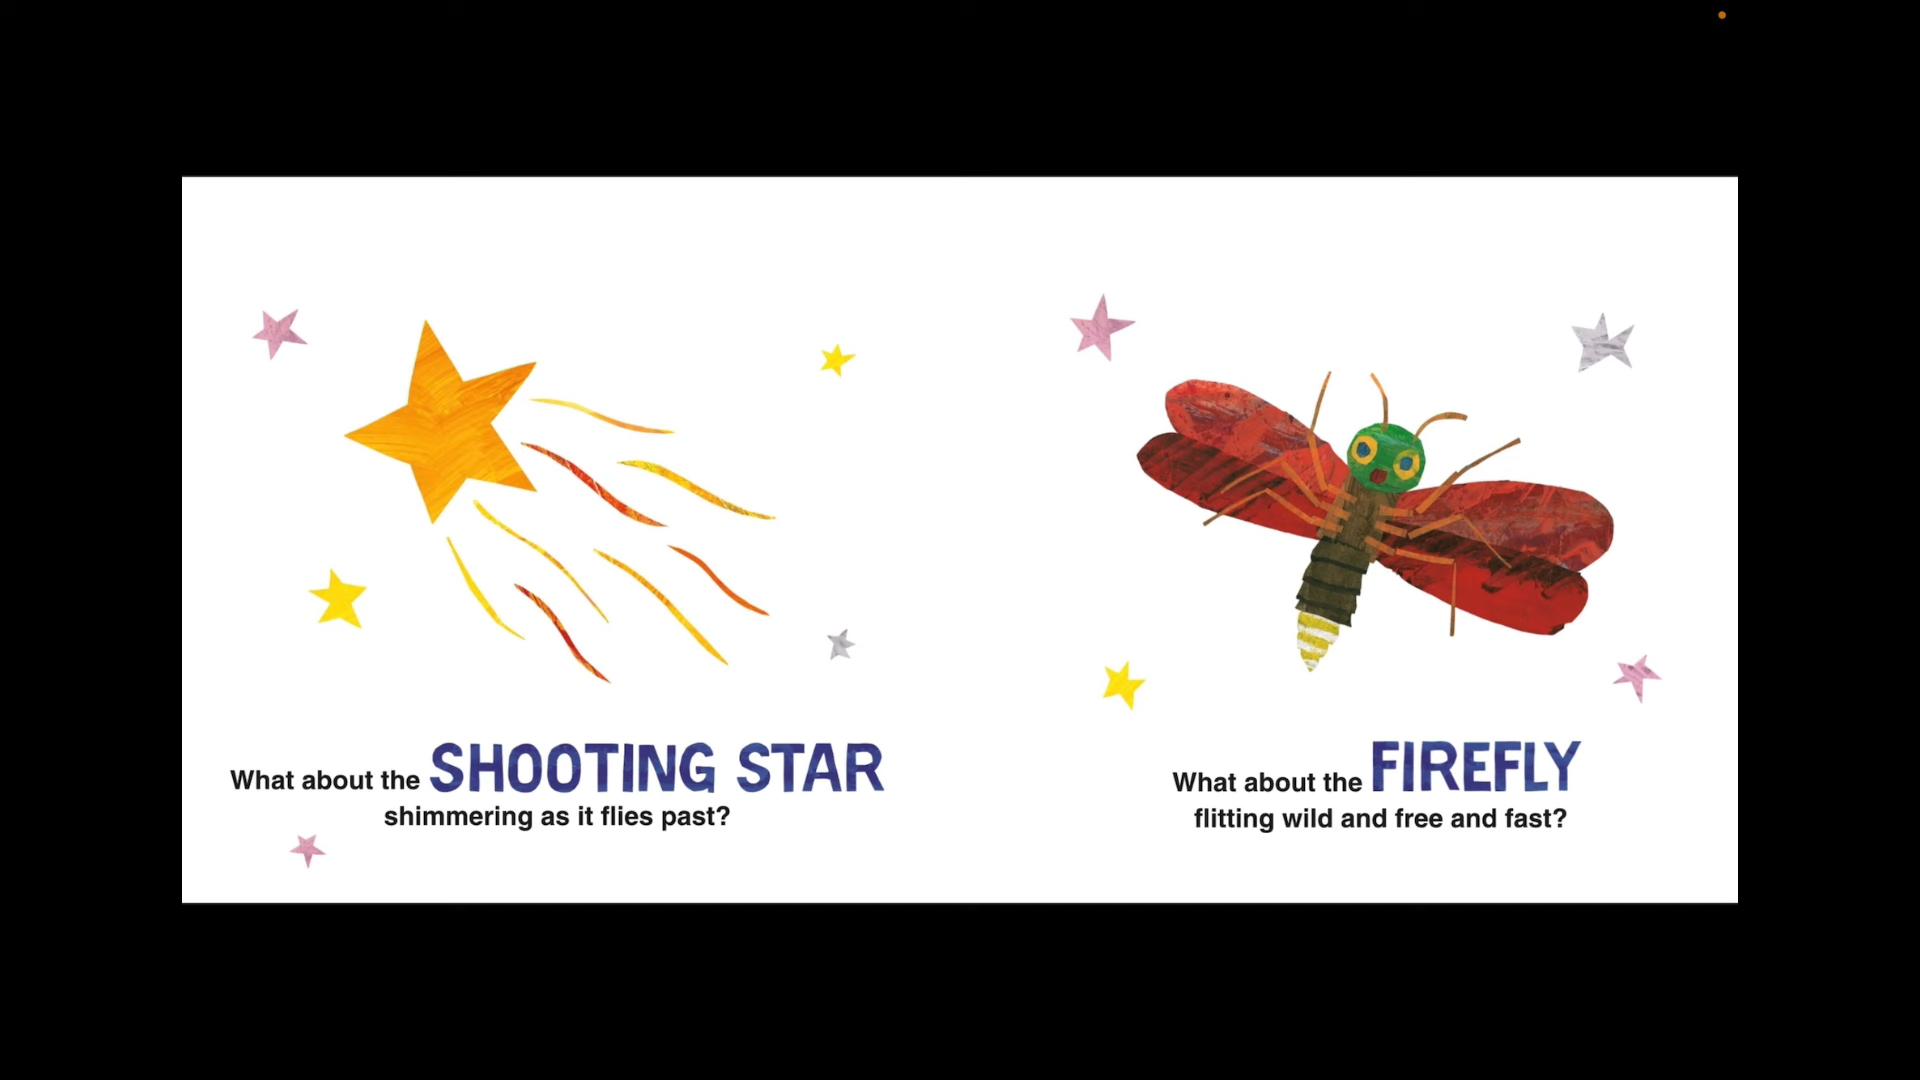 What about the SHOOTING STAR
shimmering as it flies past?
What about the FIREFLY
flitting wild and free and fast?